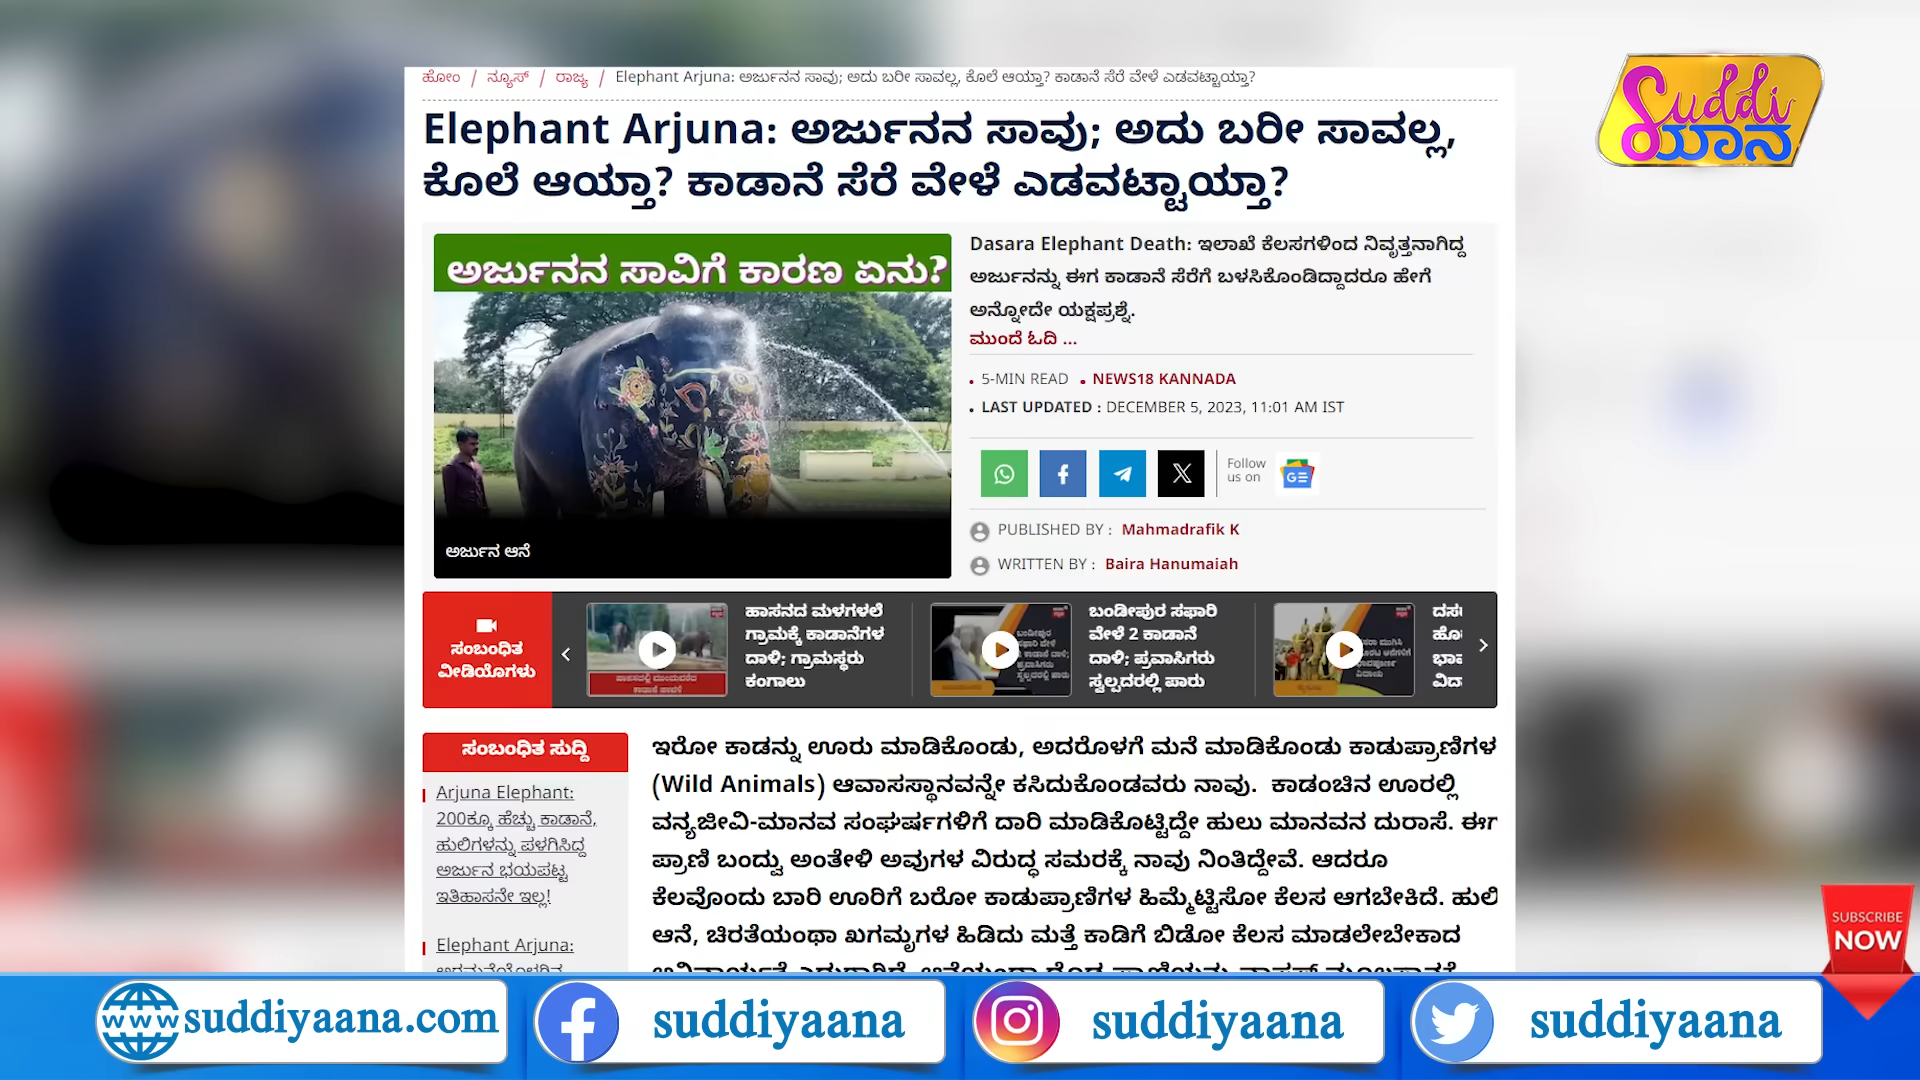 Suddi
ಯಾನ
ಹೋಂ / ನ್ಯೂಸ್ / ರಾಜ್ಯ / Elephant Arjuna: ಅರ್ಜುನನ ಸಾವು; ಅದು ಬರೀ ಸಾವಲ್ಲ, ಕೊಲೆ ಆಯ್ತಾ? ಕಾಡಾನೆ ಸೆರೆ ವೇಳೆ ಎಡವಟ್ಟಾಯ್ತಾ?
Elephant Arjuna: ಅರ್ಜುನನ ಸಾವು; ಅದು ಬರೀ ಸಾವಲ್ಲ,
ಕೊಲೆ ಆಯ್ತಾ? ಕಾಡಾನೆ ಸೆರೆ ವೇಳೆ ಎಡವಟ್ಟಾಯ್ತಾ?
ಅರ್ಜುನನ ಸಾವಿಗೆ ಕಾರಣ ಏನು?
ಅರ್ಜುನ ಆನೆ
Dasara Elephant Death: ಇಲಾಖೆ ಕೆಲಸಗಳಿಂದ ನಿವೃತ್ತನಾಗಿದ್ದ
ಅರ್ಜುನನ್ನು ಈಗ ಕಾಡಾನೆ ಸೆರೆಗೆ ಬಳಸಿಕೊಂಡಿದ್ದಾದರೂ ಹೇಗೆ
ಅನ್ನೋದೇ ಯಕ್ಷಪ್ರಶ್ನೆ.
ಮುಂದೆ ಓದಿ ...
5-MIN READ • NEWS18 KANNADA
LAST UPDATED : DECEMBER 5, 2023, 11:01 AM IST
Follow
us on
PUBLISHED BY : Mahmadrafik K
WRITTEN BY : Baira Hanumaiah
ಸಂಬಂಧಿತ
ವೀಡಿಯೊಗಳು
ಹಾಸನದ ಮಳಗಳಲೆ
ಗ್ರಾಮಕ್ಕೆ ಕಾಡಾನೆಗಳ
ದಾಳಿ; ಗ್ರಾಮಸ್ಥರು
ಕಂಗಾಲು
ಬಂಡೀಪುರ ಸಫಾರಿ
ವೇಳೆ 2 ಕಾಡಾನೆ
ದಾಳಿ; ಪ್ರವಾಸಿಗರು
ಸ್ವಲ್ಪದರಲ್ಲಿ ಪಾರು
ಸಂಬಂಧಿತ ಸುದ್ದಿ
Arjuna Elephant:
200ಕ್ಕೂ ಹೆಚ್ಚು ಕಾಡಾನೆ,
ಹುಲಿಗಳನ್ನು ಪಳಗಿಸಿದ್ದ
ಅರ್ಜುನ ಭಯಪಟ್ಟ
ಇತಿಹಾಸನೇ ಇಲ್ಲ!
Elephant Arjuna:
ಇರೋ ಕಾಡನ್ನು ಊರು ಮಾಡಿಕೊಂಡು, ಅದರೊಳಗೆ ಮನೆ ಮಾಡಿಕೊಂಡು ಕಾಡುಪ್ರಾಣಿಗಳ
(Wild Animals) ಆವಾಸಸ್ಥಾನವನ್ನೇ ಕಸಿದುಕೊಂಡವರು ನಾವು. ಕಾಡಂಚಿನ ಊರಲ್ಲಿ
ವನ್ಯಜೀವಿ-ಮಾನವ ಸಂಘರ್ಷಗಳಿಗೆ ದಾರಿ ಮಾಡಿಕೊಟ್ಟಿದ್ದೇ ಹುಲು ಮಾನವನ ದುರಾಸೆ. ಈಗ
ಪ್ರಾಣಿ ಬಂದ್ವು ಅಂತೇಳಿ ಅವುಗಳ ವಿರುದ್ಧ ಸಮರಕ್ಕೆ ನಾವು ನಿಂತಿದ್ದೇವೆ. ಆದರೂ
ಕೆಲವೊಂದು ಬಾರಿ ಊರಿಗೆ ಬರೋ ಕಾಡುಪ್ರಾಣಿಗಳ ಹಿಮ್ಮೆಟ್ಟಿಸೋ ಕೆಲಸ ಆಗಬೇಕಿದೆ. ಹುಲಿ
ಆನೆ, ಚಿರತೆಯಂಥಾ ಖಗಮೃಗಳ ಹಿಡಿದು ಮತ್ತೆ ಕಾಡಿಗೆ ಬಿಡೋ ಕೆಲಸ ಮಾಡಲೇಬೇಕಾದ
SUBSCRIBE
NOW
www suddiyaana.com
suddiyaana
suddiyaana
suddiyaana